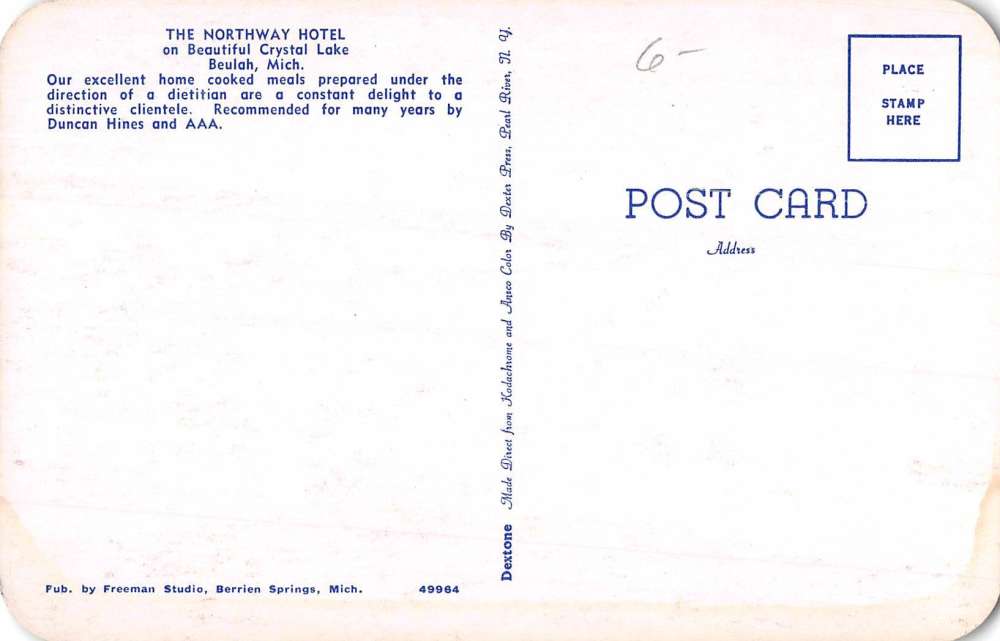 THE NORTHWAY HOTEL
on Beautiful Crystal Lake
Beulah, Mich.
Our excellent home cooked meals prepared under the
direction of a dietitian are a constant delight to a
distinctive clientele. Recommended for many years by
Duncan Hines and AAA.
Pub. by Freeman Studio, Berrien Springs, Mich. 49964
Dextone Made Direct from Kodachrome and Ansco Color By Dexter Press, Pearl River, N. Y.
6-
PLACE
STAMP
HERE
POST CARD
Address